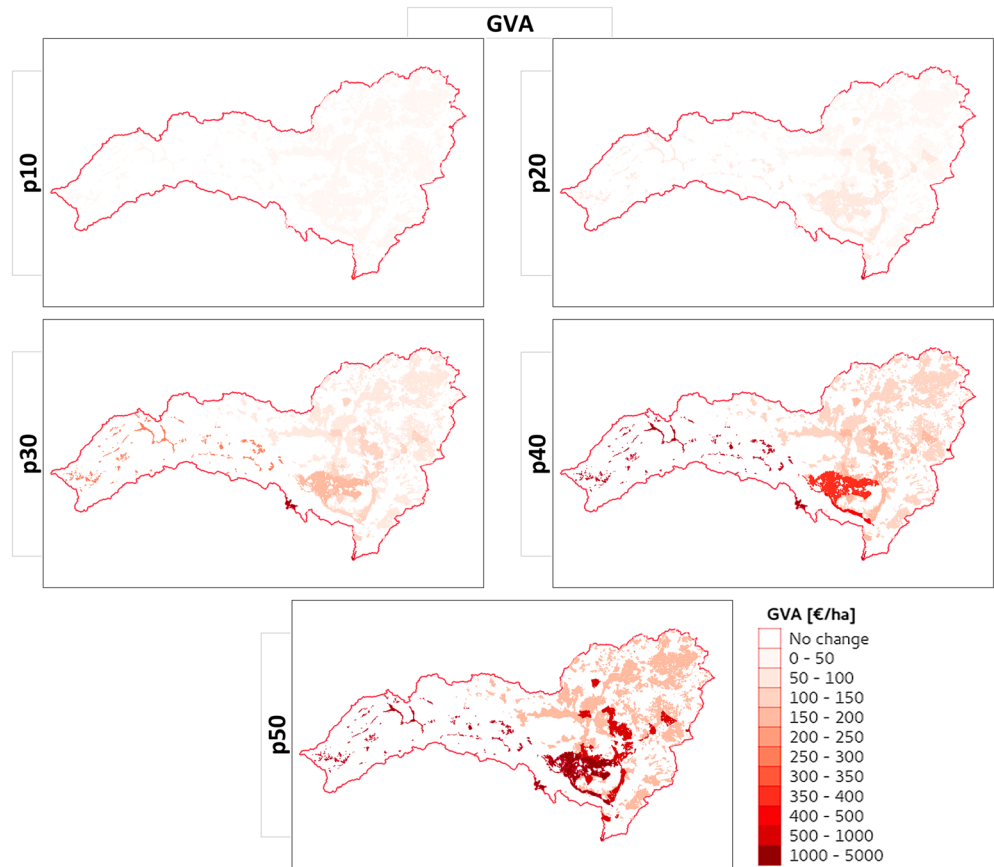 GVA
p10
p20
p30
p40
p50
GVA [€/ha]
No change
0 - 50
50 - 100
100 - 150
150 - 200
200 - 250
250 - 300
300 - 350
350 - 400
400 - 500
500 - 1000
1000 - 5000